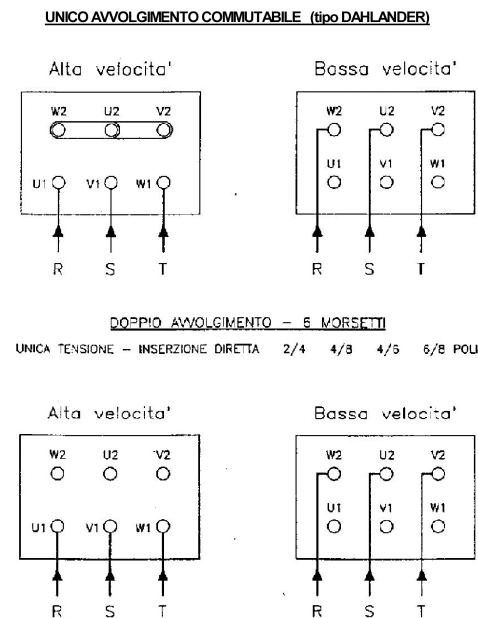 UNICO AVVOLGIMENTO COMMUTABILE (tipo DAHLANDER)
Alta velocita' Bassa velocita'
W2 U2 V2 W2 U2 V2
U1 V1 W1 U1 V1 W1
R S T R S T
DOPPIO AVVOLGIMENTO - 6 MORSETTI
UNICA TENSIONE - INSERZIONE DIRETTA 2/4 4/8 4/6 6/8 POLI
Alta velocita' Bassa velocita'
W2 U2 V2 W2 U2 V2
U1 V1 W1 U1 V1 W1
R S T R S T